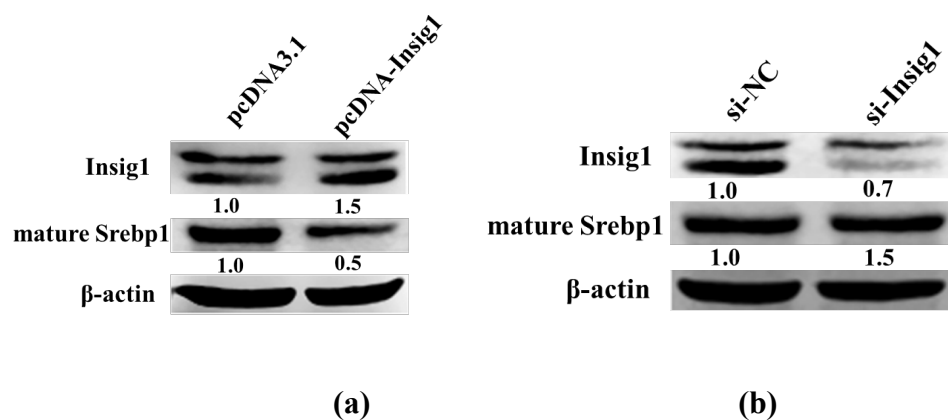 pcDNA3.1
pcDNA-Insig1
Insig1
1.0 1.5
mature Srebp1
1.0 0.5
β-actin
(a)
si-NC
si-Insig1
Insig1
1.0 0.7
mature Srebp1
1.0 1.5
β-actin
(b)